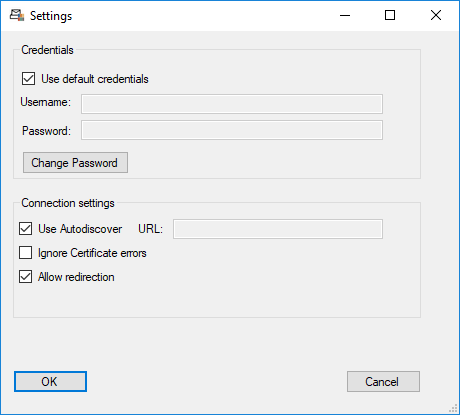 Settings
Credentials
Use default credentials
Username:
Password:
Change Password
Connection settings
Use Autodiscover URL:
Ignore Certificate errors
Allow redirection
OK Cancel